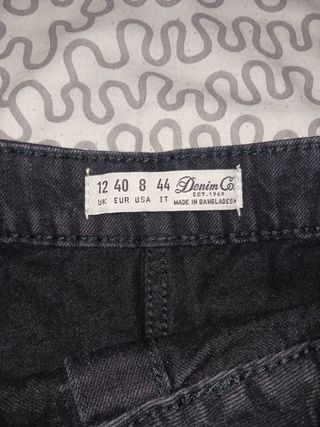 12 40 8 44 Denim Co.
UK EUR USA IT EST. 1969
MADE IN BANGLADESH